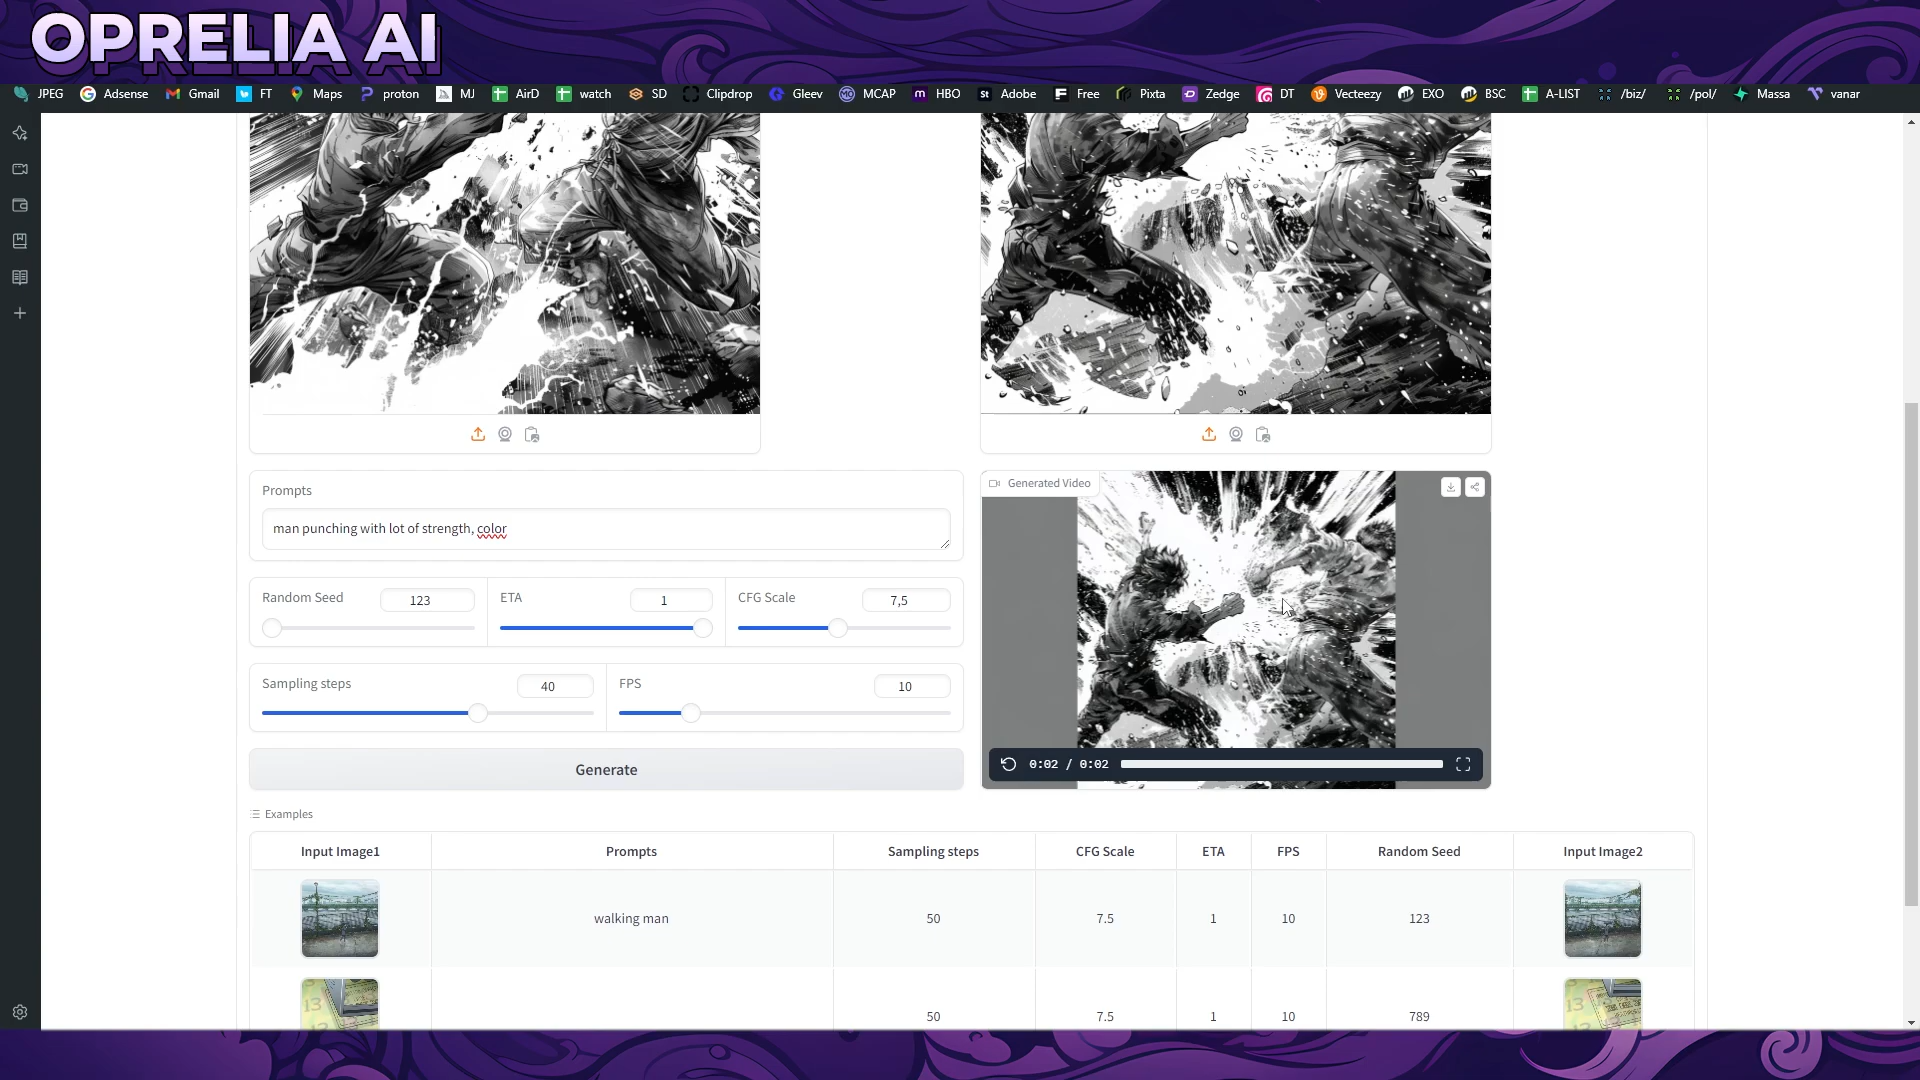 OPRELIA AI
JPEG Adsense Gmail FT Maps proton MJ AirD watch SD Clipdrop Gleev MCAP HBO Adobe Free Pixta Zedge DT Vecteezy EXO BSC A-LIST /biz/ /pol/ Massa vanar
Prompts
man punching with lot of strength, color
Generated Video
Random Seed 123 ETA 1 CFG Scale 7,5
Sampling steps 40 FPS 10
0:02 / 0:02
Generate
Examples
Input Image1 Prompts Sampling steps CFG Scale ETA FPS Random Seed Input Image2
walking man 50 7.5 1 10 123
50 7.5 1 10 789